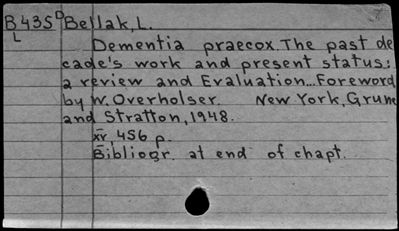 B435D Bellak, L.
L
Dementia praecox. The past de
cade's work and present status:
a review and Evaluation... Foreword
by W. Overholser. New York, Grune
and Stratton, 1948.
xv, 456 p.
Bibliogr. at end of chapt.